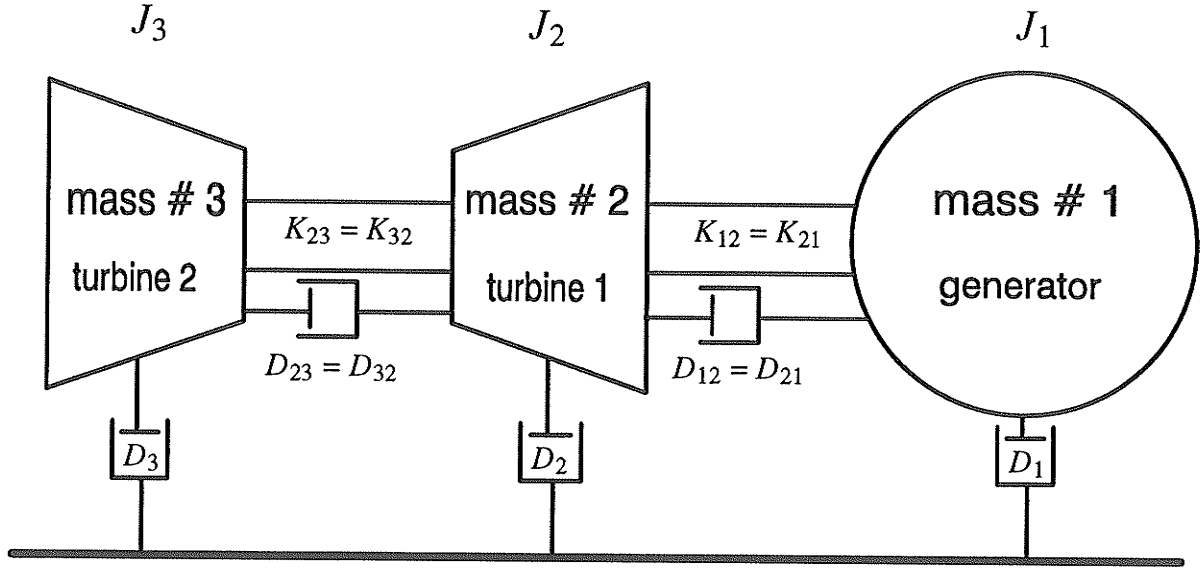 J₃ J₂ J₁
mass # 3 mass # 2 mass # 1
K₂₃ = K₃₂ K₁₂ = K₂₁
turbine 2 turbine 1 generator
D₂₃ = D₃₂ D₁₂ = D₂₁
D₃ D₂ D₁